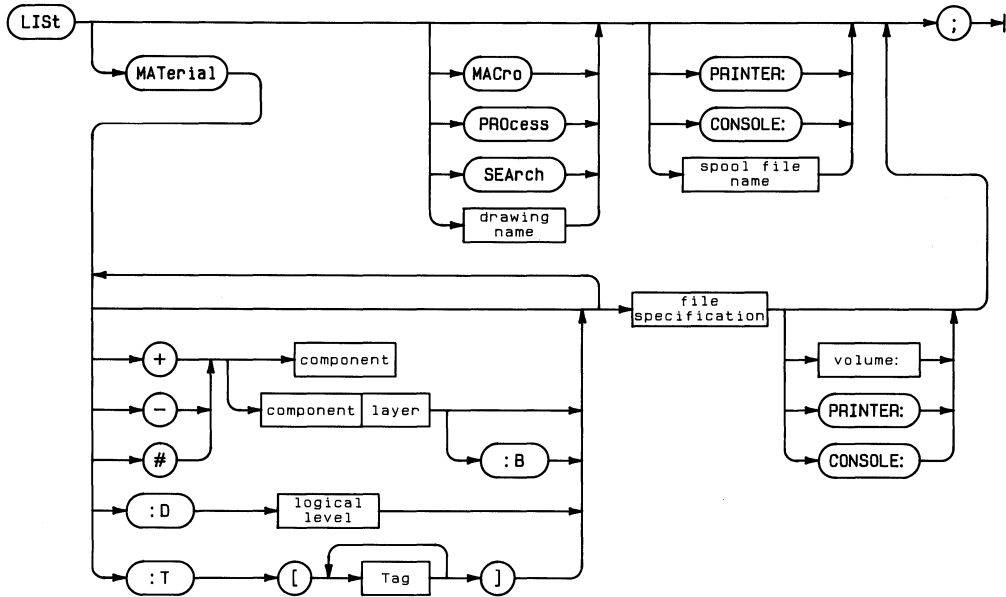 LISt
;
MATerial
MACro
PRINTER:
PROcess
CONSOLE:
SEArch
spool file
name
drawing
name
file
specification
+
component
volume:
-
component layer
PRINTER:
#
:B
CONSOLE:
:D
logical
level
:T
[
Tag
]